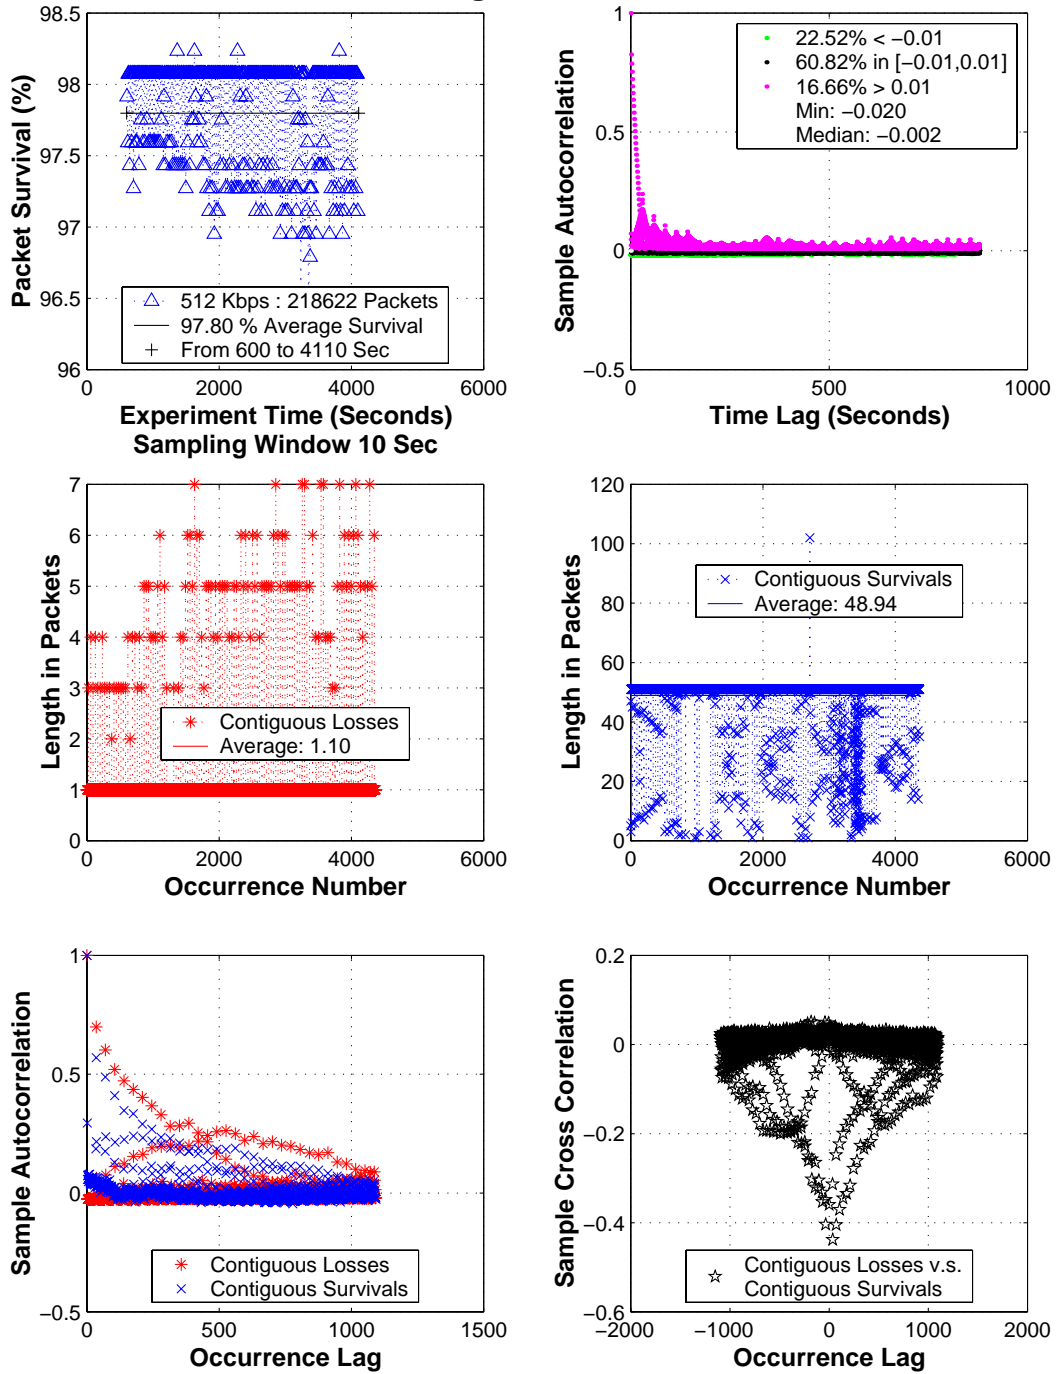 98.5
98
97.5
97
96.5
96
0
2000
4000
6000
Packet Survival (%)
512 Kbps : 218622 Packets
97.80 % Average Survival
From 600 to 4110 Sec
Experiment Time (Seconds)
Sampling Window 10 Sec
1
0.5
0
−0.5
0
500
1000
Sample Autocorrelation
22.52% < −0.01
60.82% in [−0.01,0.01]
16.66% > 0.01
Min: −0.020
Median: −0.002
Time Lag (Seconds)
7
6
5
4
3
2
1
0
0
2000
4000
6000
Length in Packets
Contiguous Losses
Average: 1.10
Occurrence Number
120
100
80
60
40
20
0
0
2000
4000
6000
Length in Packets
Contiguous Survivals
Average: 48.94
Occurrence Number
1
0.5
0
−0.5
0
500
1000
1500
Sample Autocorrelation
Contiguous Losses
Contiguous Survivals
Occurrence Lag
0.2
0
−0.2
−0.4
−0.6
−2000
−1000
0
1000
2000
Sample Cross Correlation
Contiguous Losses v.s.
Contiguous Survivals
Occurrence Lag